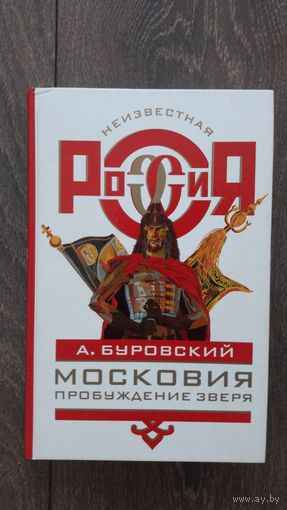 НЕИЗВЕСТНАЯ
РОССИЯ
А. БУРОВСКИЙ
МОСКОВИЯ
ПРОБУЖДЕНИЕ ЗВЕРЯ
www.ay.by